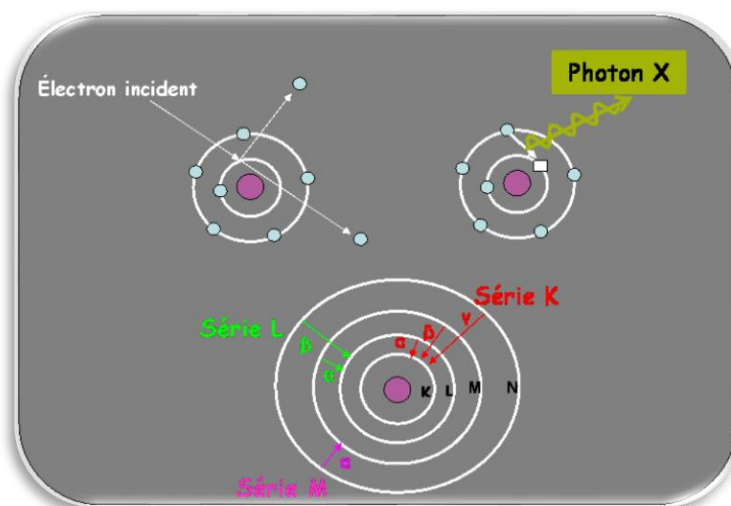 Électron incident
Photon X
Série K
Série L
γ
β
α
β
α
K L M N
α
Série M